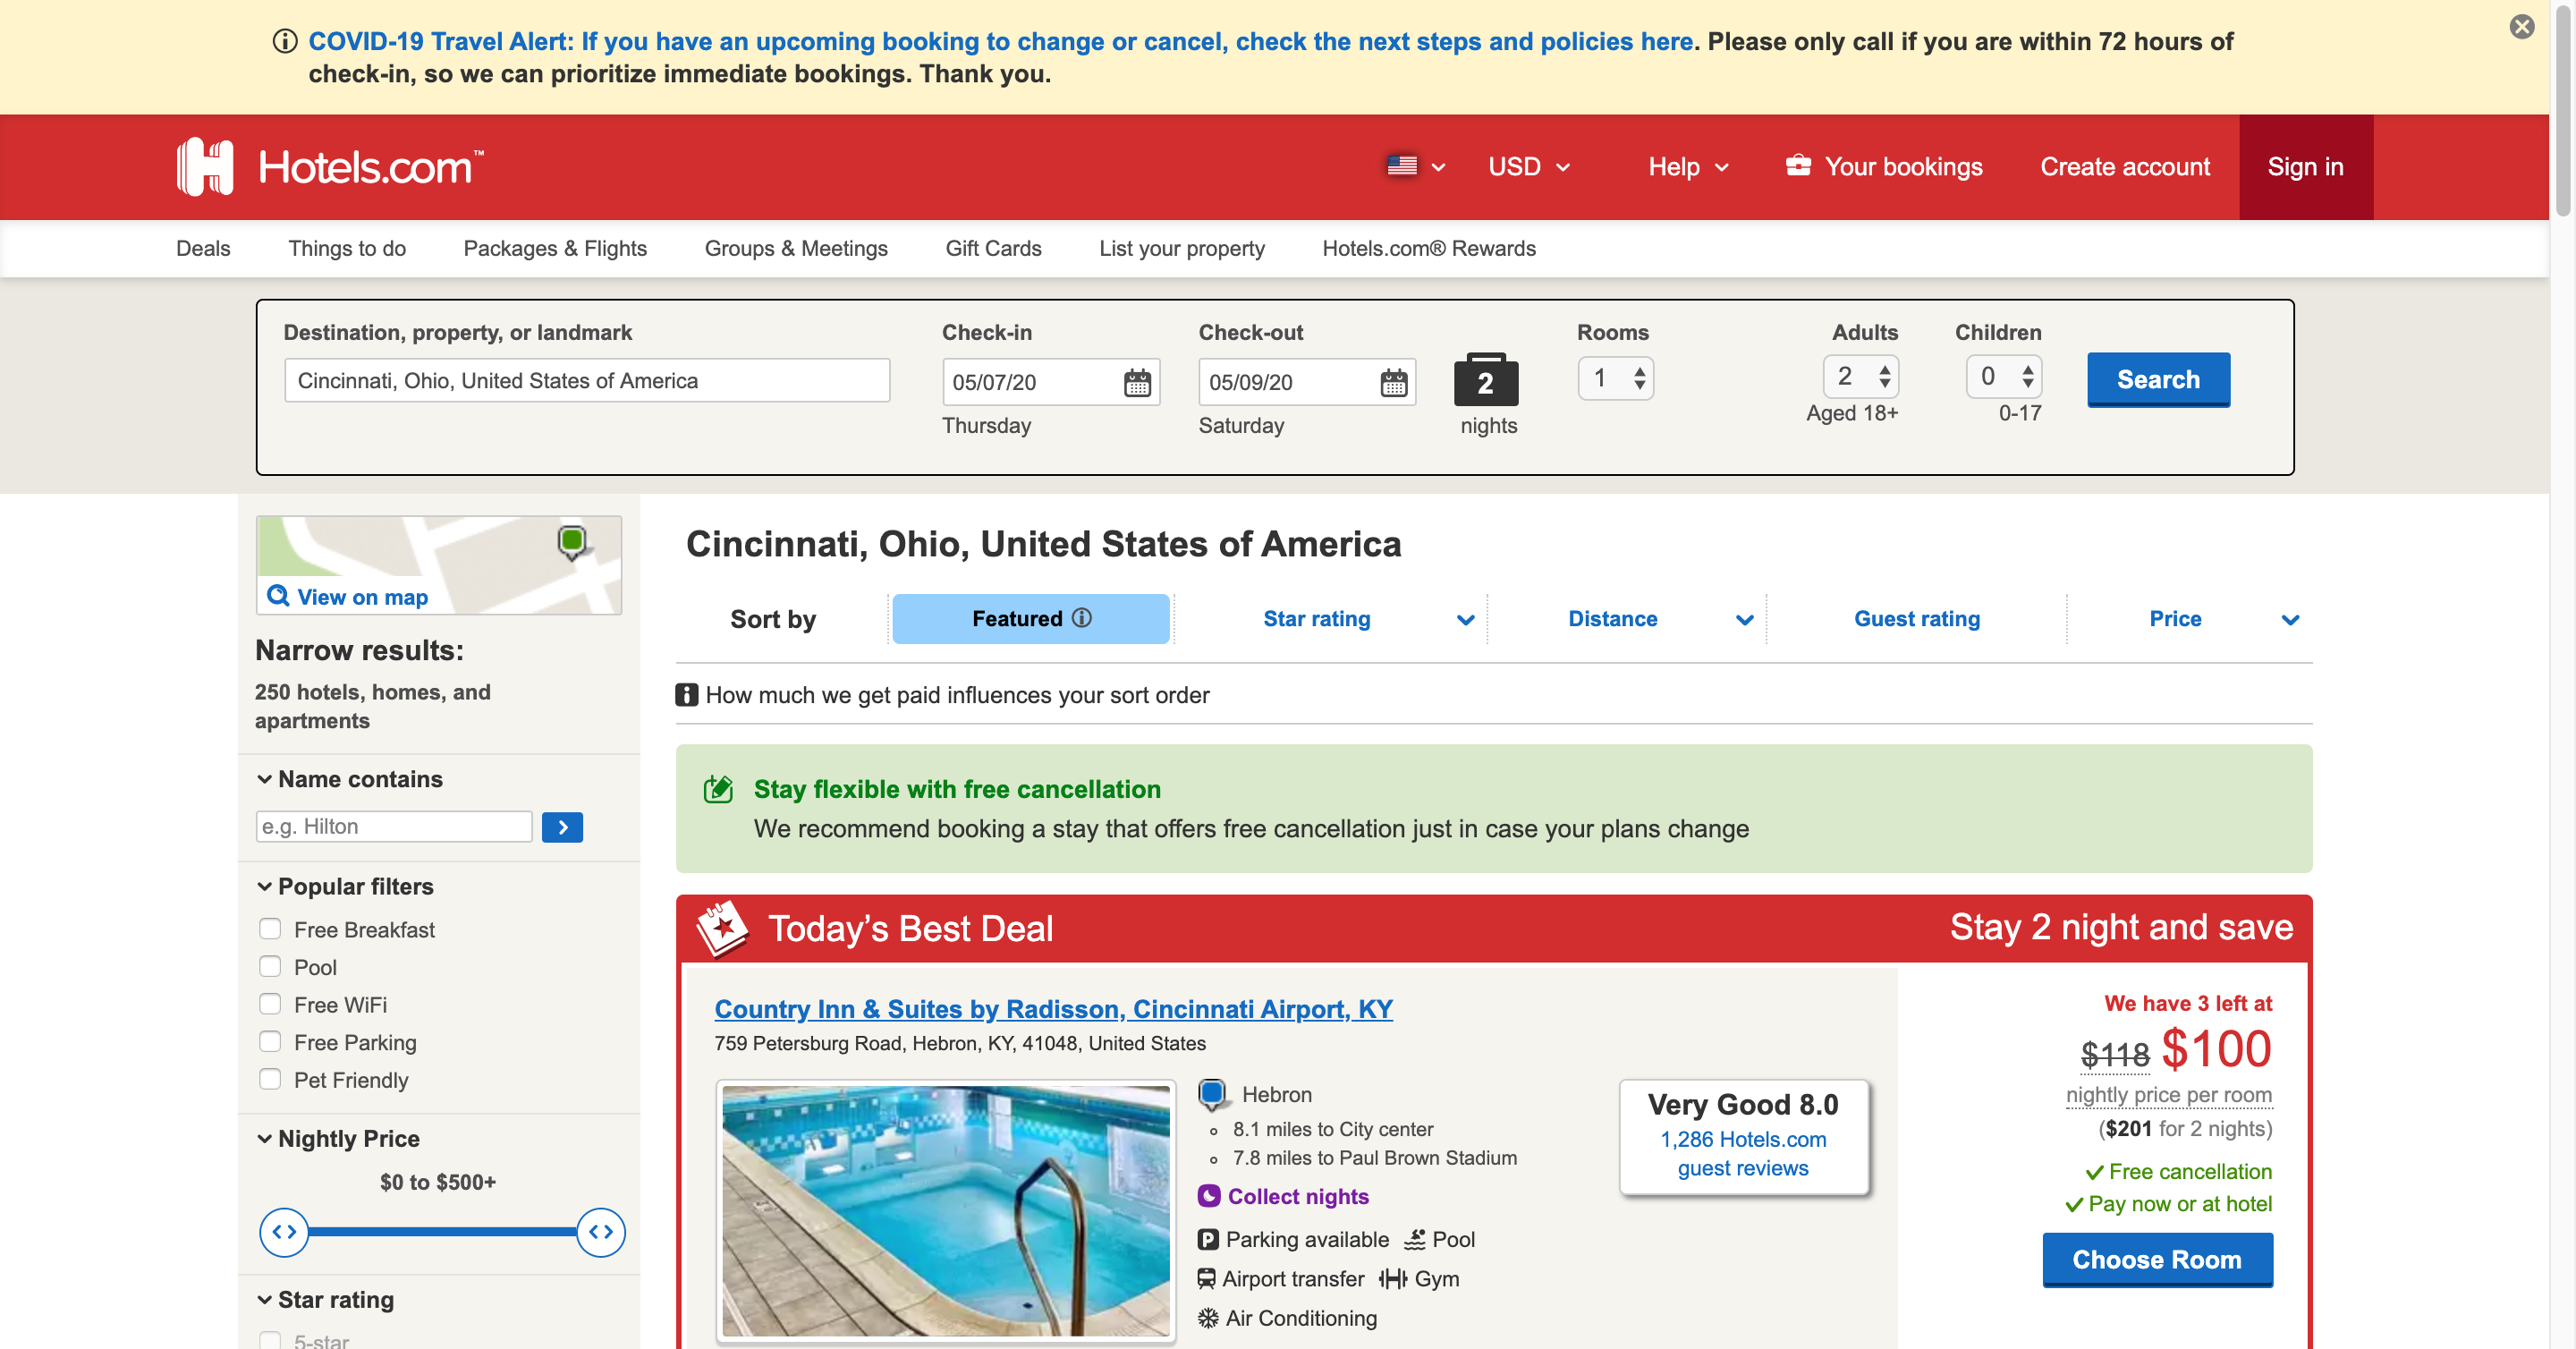 COVID-19 Travel Alert: If you have an upcoming booking to change or cancel, check the next steps and policies here. Please only call if you are within 72 hours of
check-in, so we can prioritize immediate bookings. Thank you.
Hotels.com™
USD
Help
Your bookings
Create account
Sign in
Deals
Things to do
Packages & Flights
Groups & Meetings
Gift Cards
List your property
Hotels.com® Rewards
Destination, property, or landmark
Check-in
Check-out
Rooms
Adults
Children
Cincinnati, Ohio, United States of America
05/07/20
05/09/20
2
1
2
0
Search
Thursday
Saturday
nights
Aged 18+
0-17
View on map
Narrow results:
250 hotels, homes, and
apartments
Name contains
e.g. Hilton
Popular filters
Free Breakfast
Pool
Free WiFi
Free Parking
Pet Friendly
Nightly Price
$0 to $500+
Star rating
5-star
Cincinnati, Ohio, United States of America
Sort by
Featured
Star rating
Distance
Guest rating
Price
How much we get paid influences your sort order
Stay flexible with free cancellation
We recommend booking a stay that offers free cancellation just in case your plans change
Today's Best Deal
Stay 2 night and save
Country Inn & Suites by Radisson, Cincinnati Airport, KY
759 Petersburg Road, Hebron, KY, 41048, United States
Hebron
8.1 miles to City center
7.8 miles to Paul Brown Stadium
Collect nights
Parking available
Pool
Airport transfer
Gym
Air Conditioning
Very Good 8.0
1,286 Hotels.com
guest reviews
We have 3 left at
$118 $100
nightly price per room
($201 for 2 nights)
Free cancellation
Pay now or at hotel
Choose Room